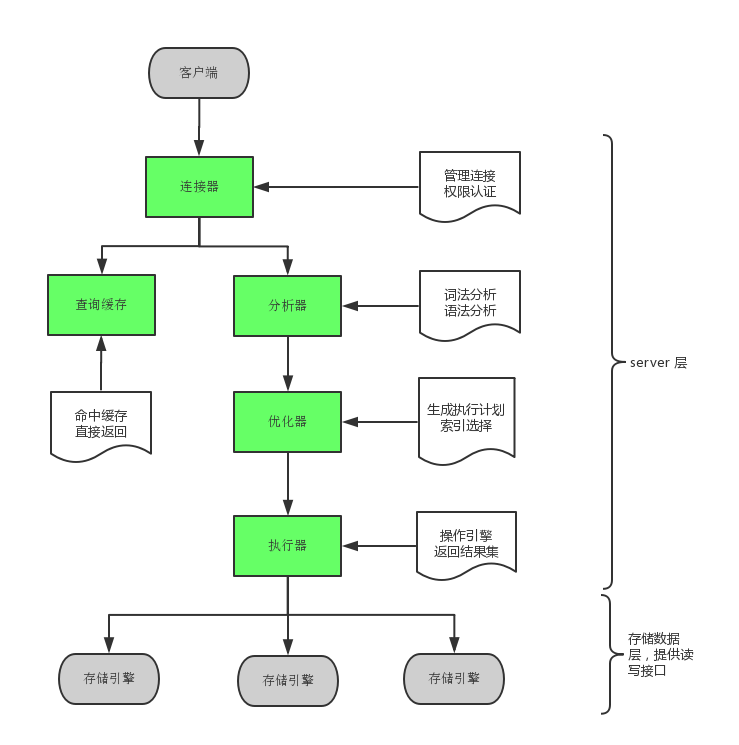 客户端
连接器
管理连接
权限认证
查询缓存
分析器
词法分析
语法分析
server 层
命中缓存
直接返回
优化器
生成执行计划
索引选择
执行器
操作引擎
返回结果集
存储引擎
存储引擎
存储引擎
存储数据
层，提供读
写接口